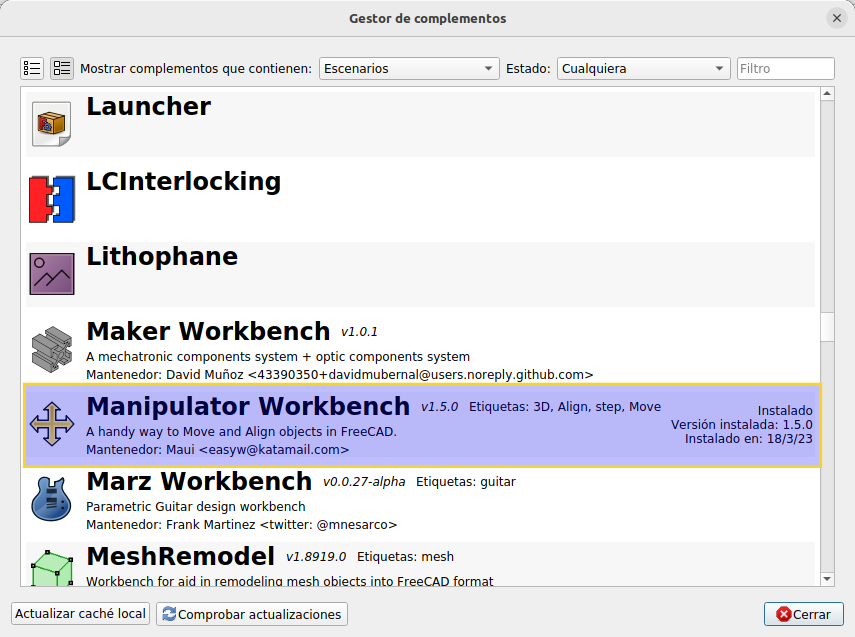 Gestor de complementos
Mostrar complementos que contienen: Escenarios Estado: Cualquiera Filtro
Launcher
LCInterlocking
Lithophane
Maker Workbench v1.0.1
A mechatronic components system + optic components system
Mantenedor: David Muñoz <43390350+davidmubernal@users.noreply.github.com>
Manipulator Workbench v1.5.0 Etiquetas: 3D, Align, step, Move
A handy way to Move and Align objects in FreeCAD.
Mantenedor: Maui <easyw@katamail.com>
Instalado
Versión instalada: 1.5.0
Instalado en: 18/3/23
Marz Workbench v0.0.27-alpha Etiquetas: guitar
Parametric Guitar design workbench
Mantenedor: Frank Martinez <twitter: @mnesarco>
MeshRemodel v1.8919.0 Etiquetas: mesh
Workbench for aid in remodeling mesh objects into FreeCAD format
Actualizar caché local Comprobar actualizaciones Cerrar